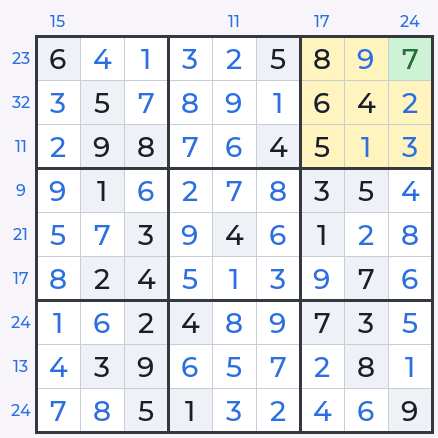 15 11 17 24
23 6 4 1 3 2 5 8 9 7
32 3 5 7 8 9 1 6 4 2
11 2 9 8 7 6 4 5 1 3
9 9 1 6 2 7 8 3 5 4
21 5 7 3 9 4 6 1 2 8
17 8 2 4 5 1 3 9 7 6
24 1 6 2 4 8 9 7 3 5
13 4 3 9 6 5 7 2 8 1
24 7 8 5 1 3 2 4 6 9